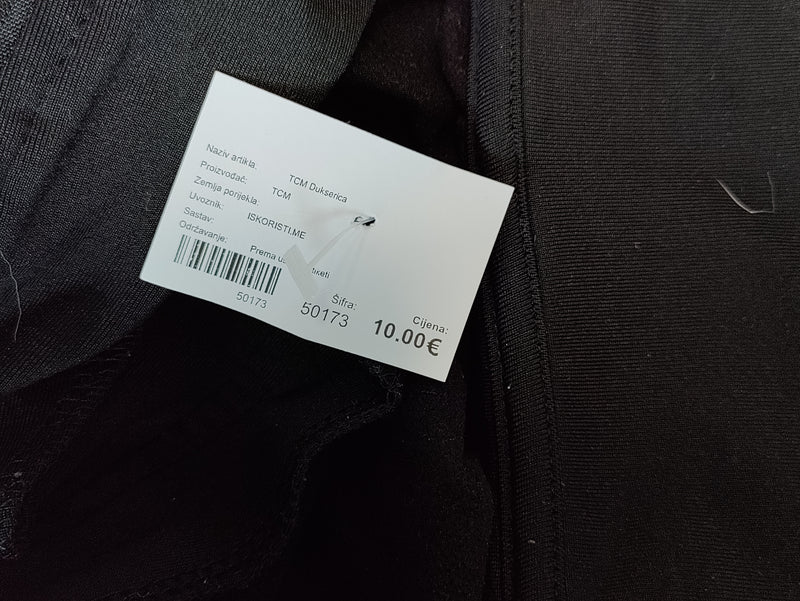 Naziv artikla: TCM Dukserica
Proizvođač: TCM
Zemlja porijekla:
Uvoznik: ISKORISTI.ME
Sastav:
Održavanje: Prema
50173
Šifra:
50173
Cijena:
10.00€